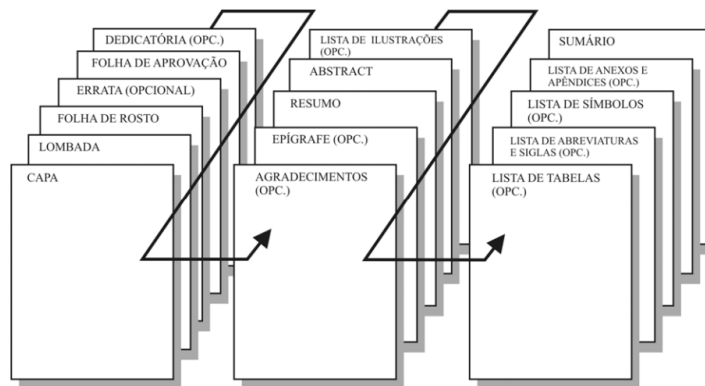 DEDICATÓRIA (OPC.)
FOLHA DE APROVAÇÃO
ERRATA (OPCIONAL)
FOLHA DE ROSTO
LOMBADA
CAPA
LISTA DE ILUSTRAÇÕES
(OPC.)
ABSTRACT
RESUMO
EPÍGRAFE (OPC.)
AGRADECIMENTOS
(OPC.)
SUMÁRIO
LISTA DE ANEXOS E
APÊNDICES (OPC.)
LISTA DE SÍMBOLOS
(OPC.)
LISTA DE ABREVIATURAS
E SIGLAS (OPC.)
LISTA DE TABELAS
(OPC.)